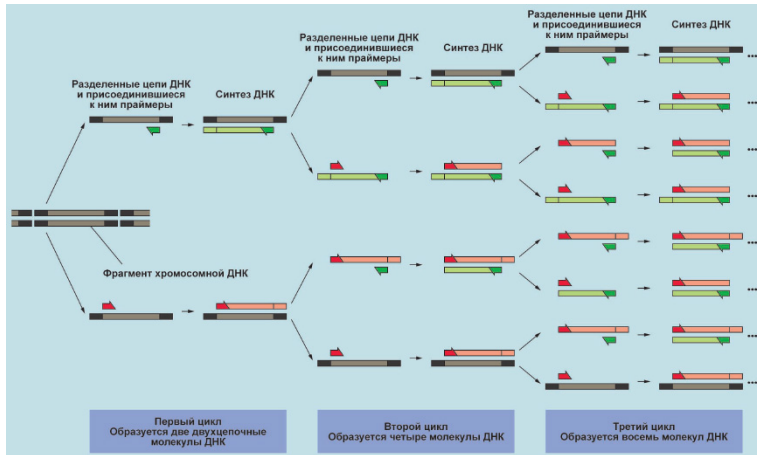 Разделенные цепи ДНК
и присоединившиеся
к ним праймеры
Синтез ДНК
Разделенные цепи ДНК
и присоединившиеся
к ним праймеры
Синтез ДНК
Разделенные цепи ДНК
и присоединившиеся
к ним праймеры
Синтез ДНК
Фрагмент хромосомной ДНК
Первый цикл
Образуется две двухцепочные
молекулы ДНК
Второй цикл
Образуется четыре молекулы ДНК
Третий цикл
Образуется восемь молекул ДНК